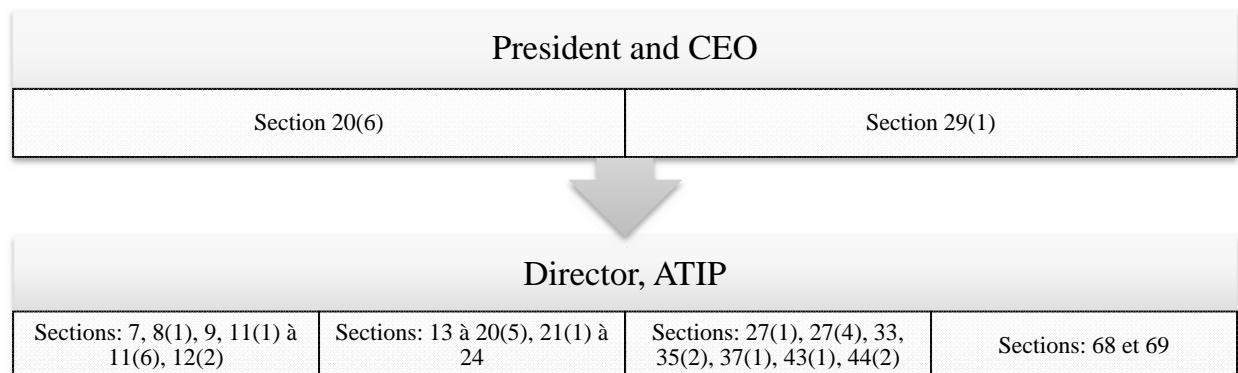 President and CEO
Section 20(6)
Section 29(1)
Director, ATIP
Sections: 7, 8(1), 9, 11(1) à
11(6), 12(2)
Sections: 13 à 20(5), 21(1) à
24
Sections: 27(1), 27(4), 33,
35(2), 37(1), 43(1), 44(2)
Sections: 68 et 69